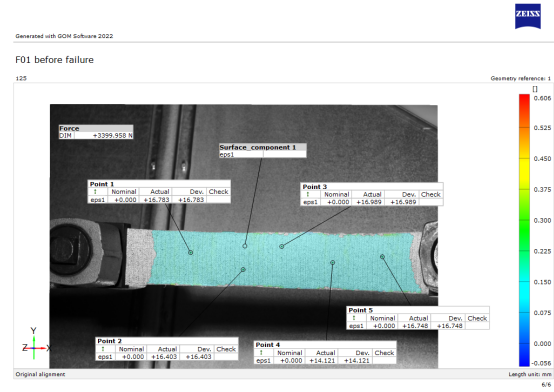 ZEISS
Generated with GOM Software 2022
F01 before failure
125
Geometry reference: 1
[]
0.606
0.525
0.450
0.375
0.300
0.225
0.150
0.075
0.000
-0.056
Force
DIM +3399.958 N
Surface_component 1
eps1
Point 1
Nominal Actual Dev. Check
eps1 +0.000 +16.783 +16.783
Point 3
Nominal Actual Dev. Check
eps1 +0.000 +16.989 +16.989
Point 5
Nominal Actual Dev. Check
eps1 +0.000 +16.748 +16.748
Point 2
Nominal Actual Dev. Check
eps1 +0.000 +16.403 +16.403
Point 4
Nominal Actual Dev. Check
eps1 +0.000 +14.121 +14.121
Y
Z X
Original alignment
Length unit: mm
6/6